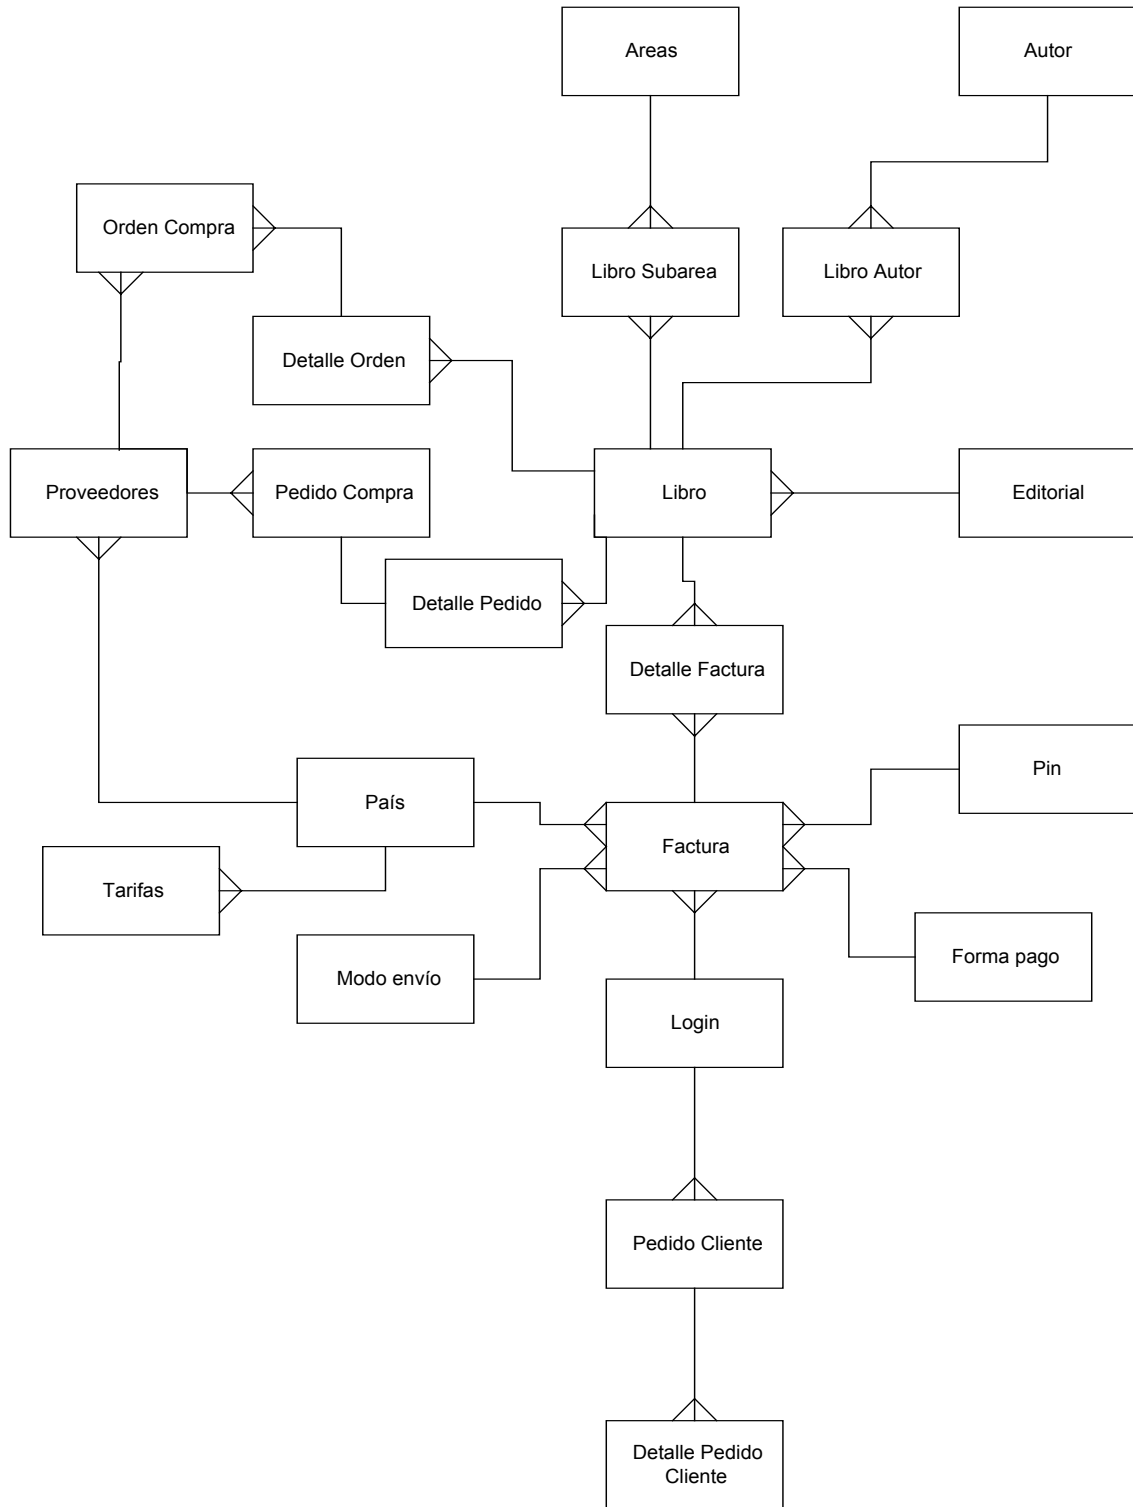 Areas
Autor
Orden Compra
Libro Subarea
Libro Autor
Detalle Orden
Proveedores
Pedido Compra
Libro
Editorial
Detalle Pedido
Detalle Factura
Pin
País
Factura
Tarifas
Forma pago
Modo envío
Login
Pedido Cliente
Detalle Pedido
Cliente